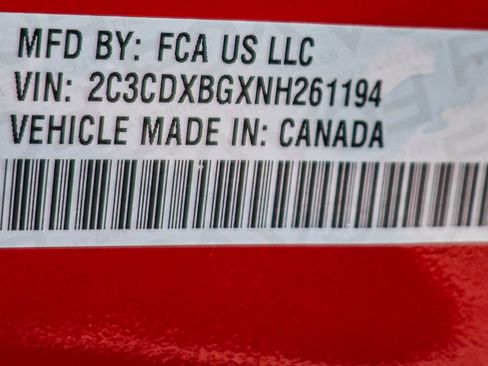 MFD BY: FCA US LLC
VIN: 2C3CDXBGXNH261194
VEHICLE MADE IN: CANADA